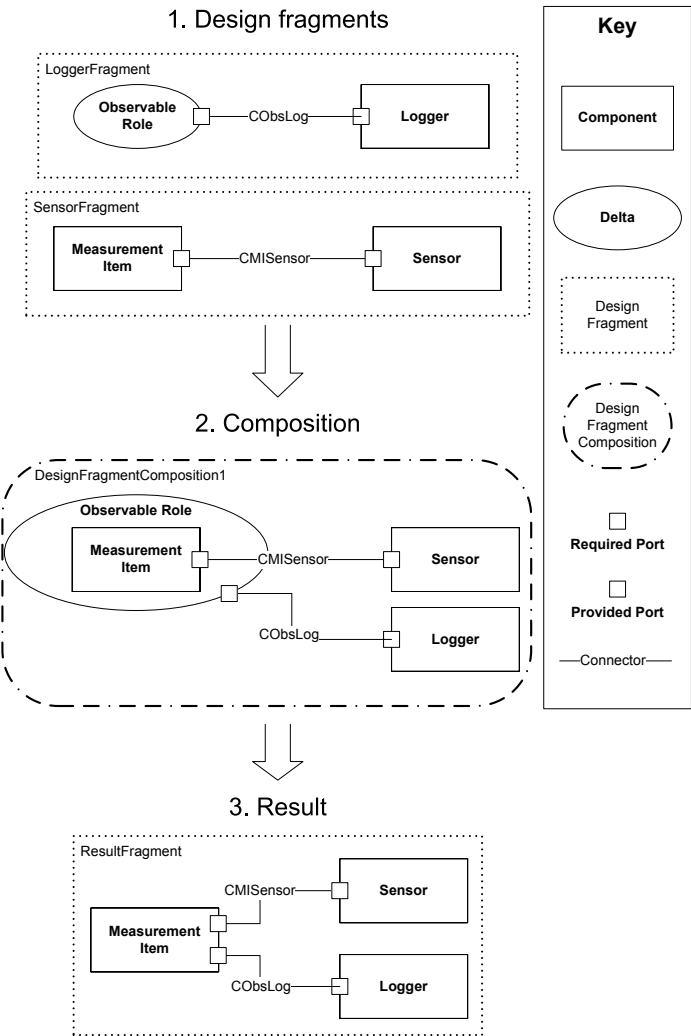 1. Design fragments
LoggerFragment
Observable
Role
CObsLog
Logger
SensorFragment
Measurement
Item
CMISensor
Sensor
2. Composition
DesignFragmentComposition1
Observable Role
Measurement
Item
CMISensor
Sensor
CObsLog
Logger
3. Result
ResultFragment
CMISensor
Sensor
Measurement
Item
CObsLog
Logger
Key
Component
Delta
Design
Fragment
Design
Fragment
Composition
Required Port
Provided Port
Connector